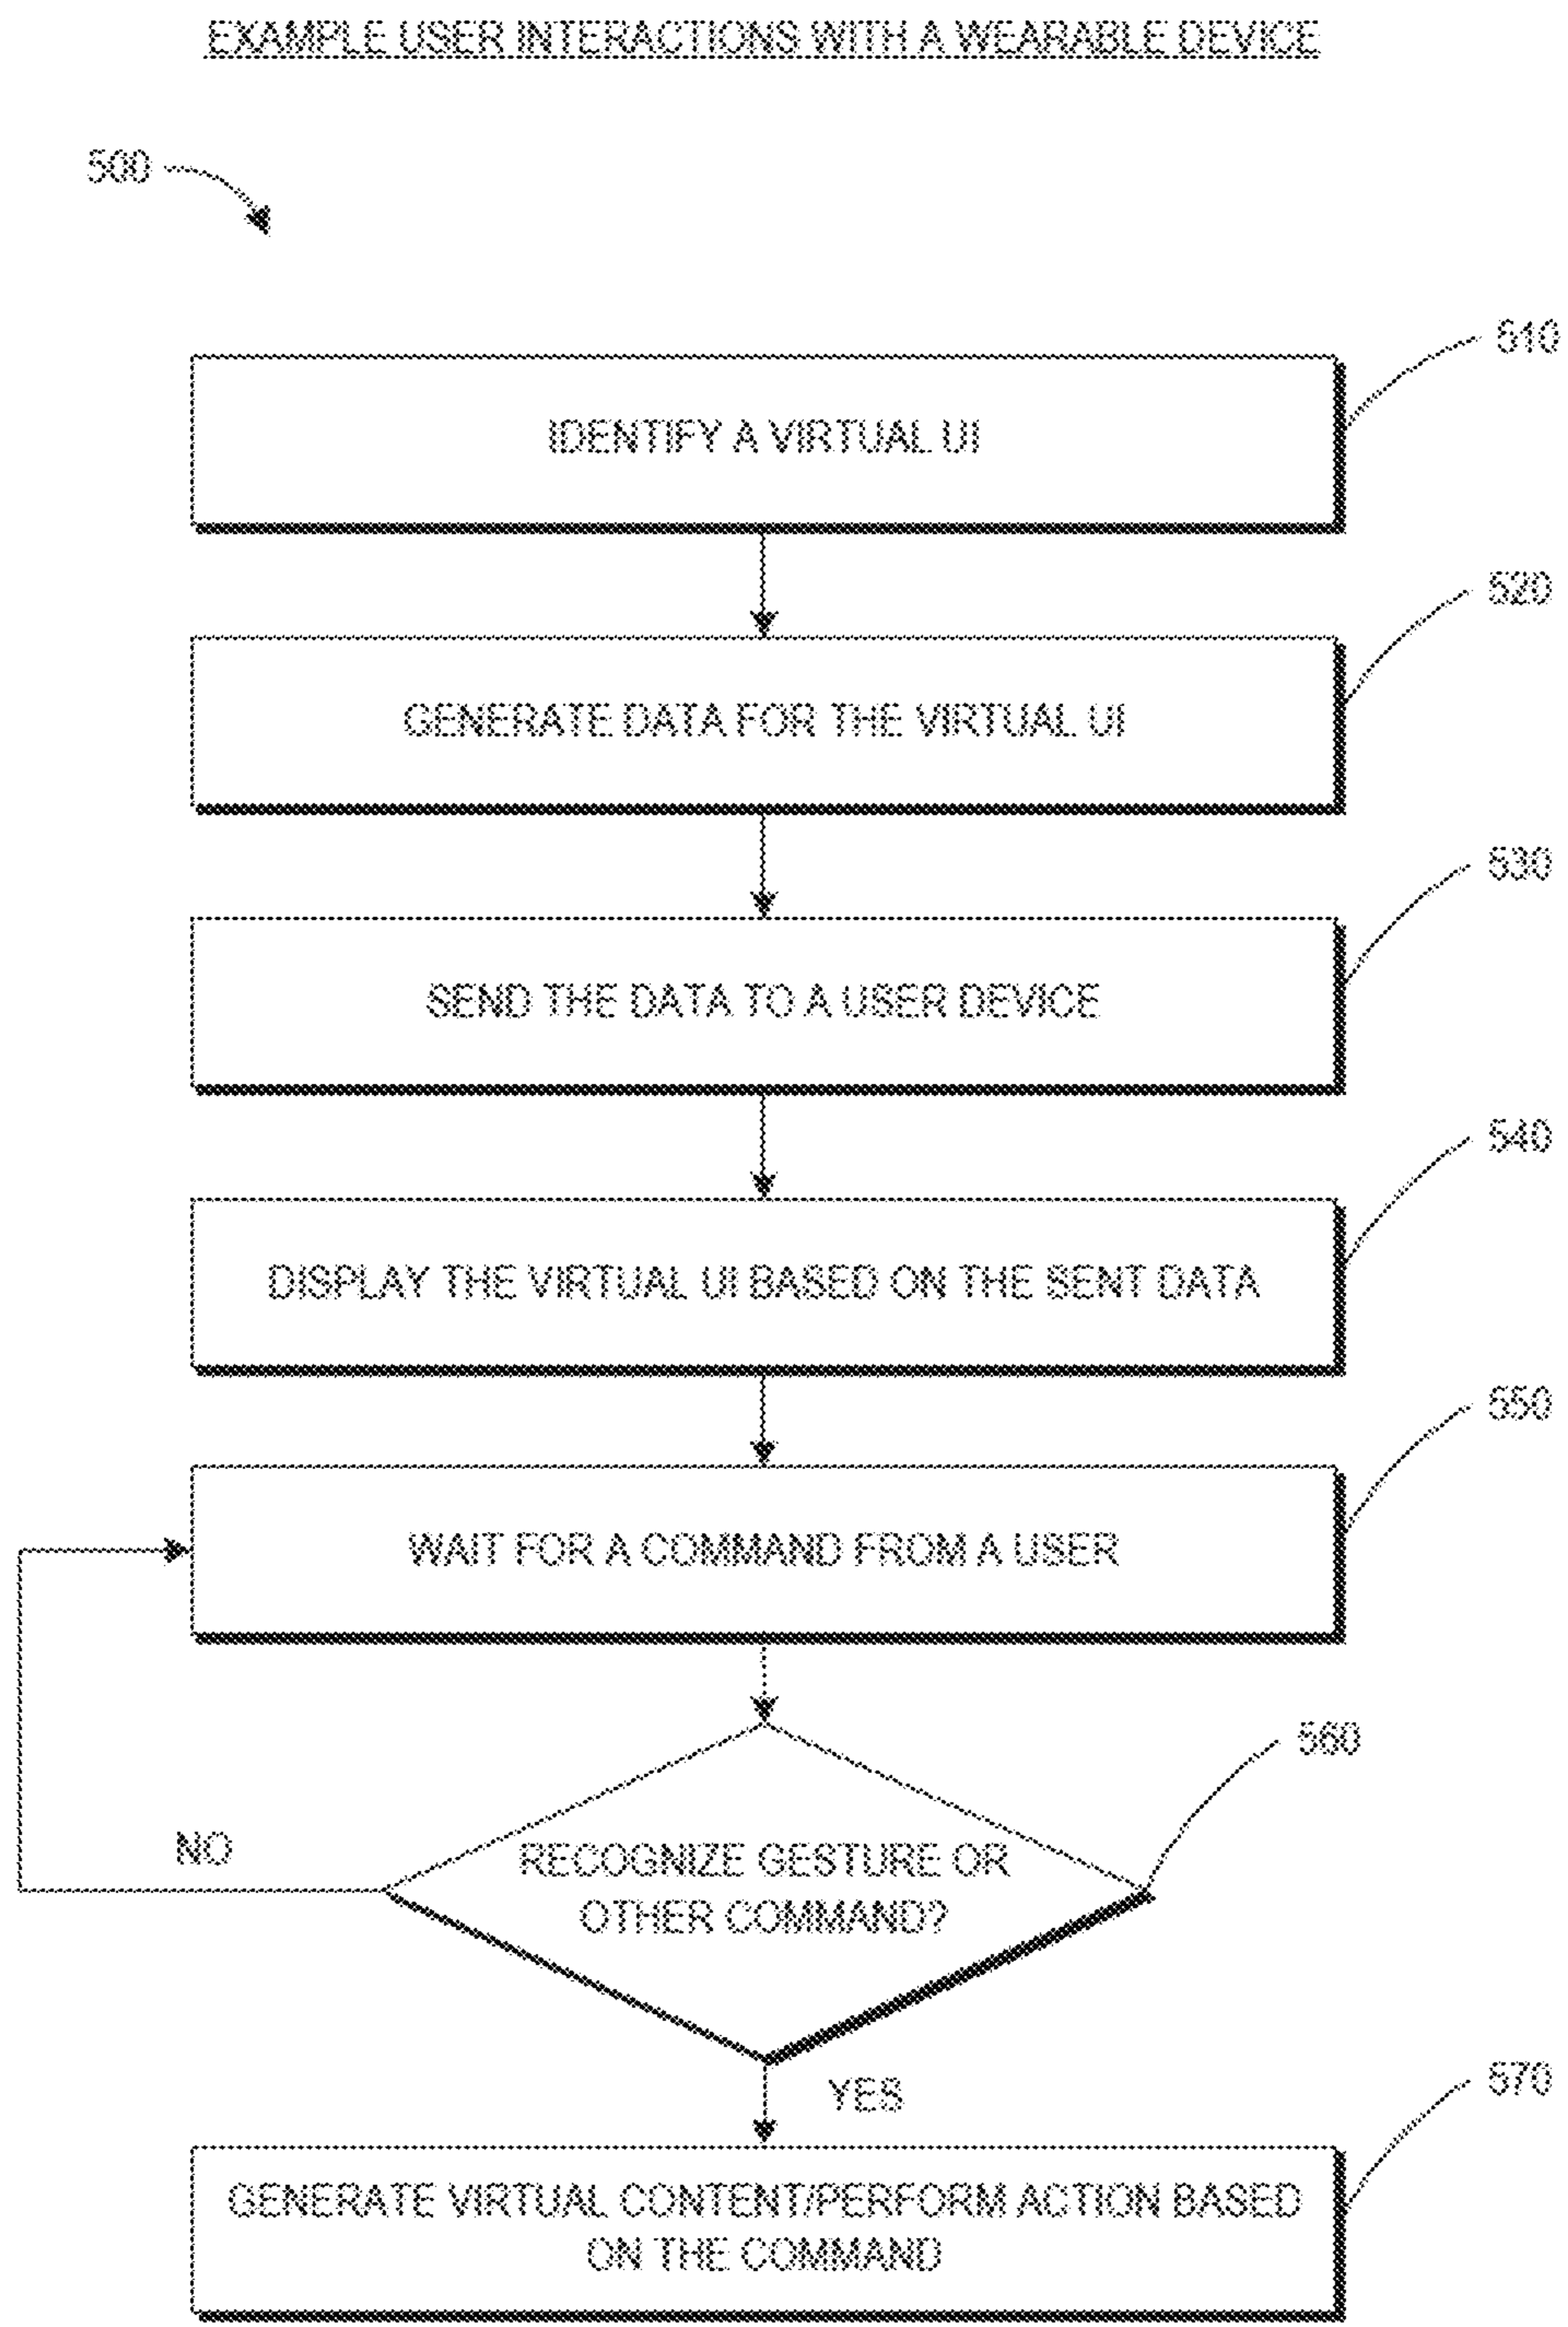 EXAMPLE USER INTERACTIONS WITH A WEARABLE DEVICE
500
510
IDENTIFY A VIRTUAL UI
520
GENERATE DATA FOR THE VIRTUAL UI
530
SEND THE DATA TO A USER DEVICE
540
DISPLAY THE VIRTUAL UI BASED ON THE SENT DATA
550
WAIT FOR A COMMAND FROM A USER
560
NO
RECOGNIZE GESTURE OR
OTHER COMMAND?
YES
570
GENERATE VIRTUAL CONTENT/PERFORM ACTION BASED
ON THE COMMAND